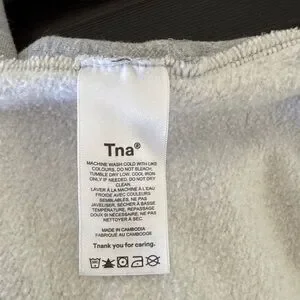 Tna®
MACHINE WASH COLD WITH LIKE
COLOURS, DO NOT BLEACH,
TUMBLE DRY LOW, COOL IRON
ONLY IF NEEDED, DO NOT DRY
CLEAN.
LAVER À LA MACHINE À L'EAU
FROIDE AVEC COULEURS
SEMBLABLES, NE PAS
JAVELISER, SÉCHER À BASSE
TEMPÉRATURE, REPASSAGE
DOUX SI NÉCESSAIRE, NE PAS
NETTOYER À SEC.
MADE IN CAMBODIA
FABRIQUÉ AU CAMBODGE
Thank you for caring.